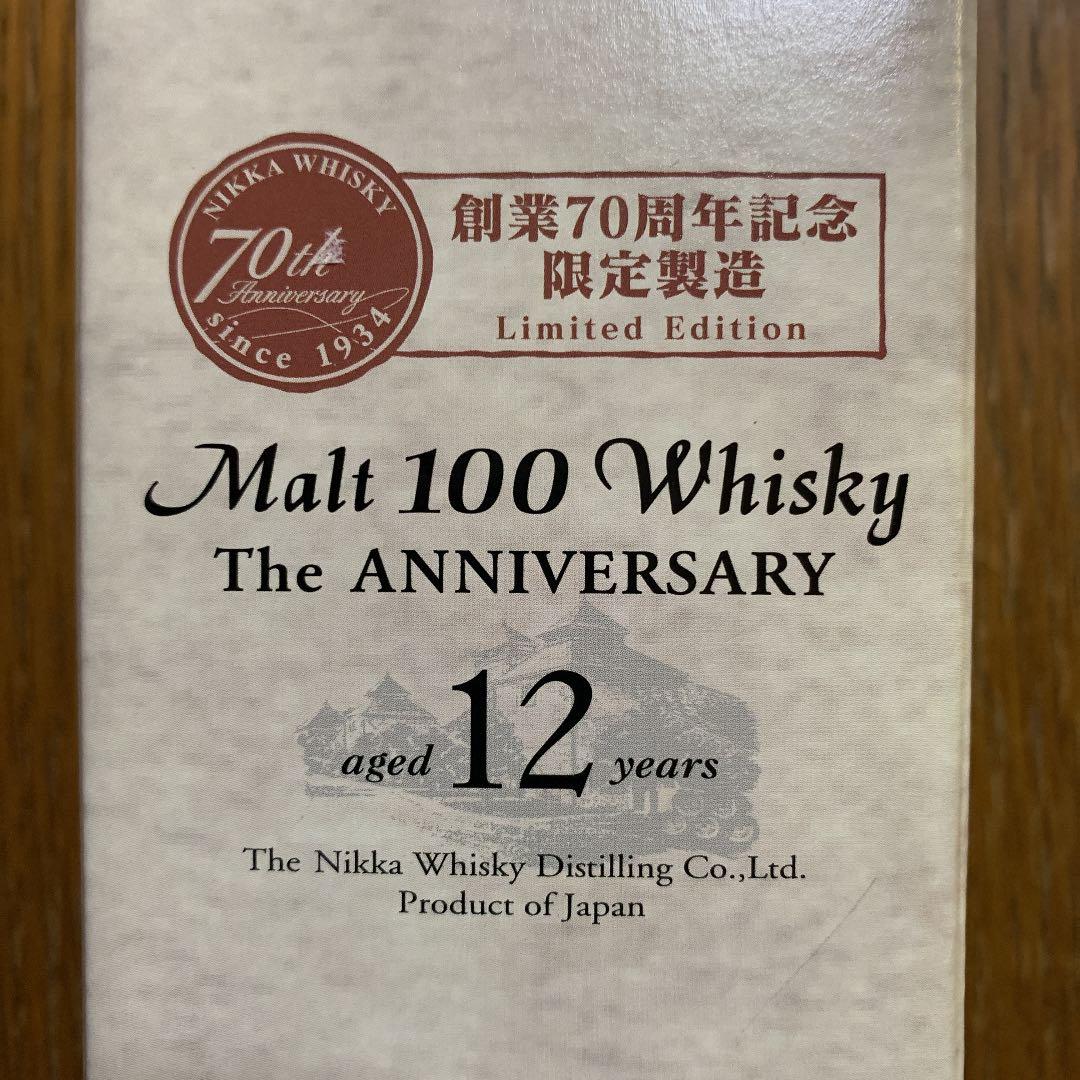 NIKKA WHISKY
70th
Anniversary
since 1934
創業70周年記念
限定製造
Limited Edition
Malt 100 Whisky
The ANNIVERSARY
aged 12 years
The Nikka Whisky Distilling Co.,Ltd.
Product of Japan